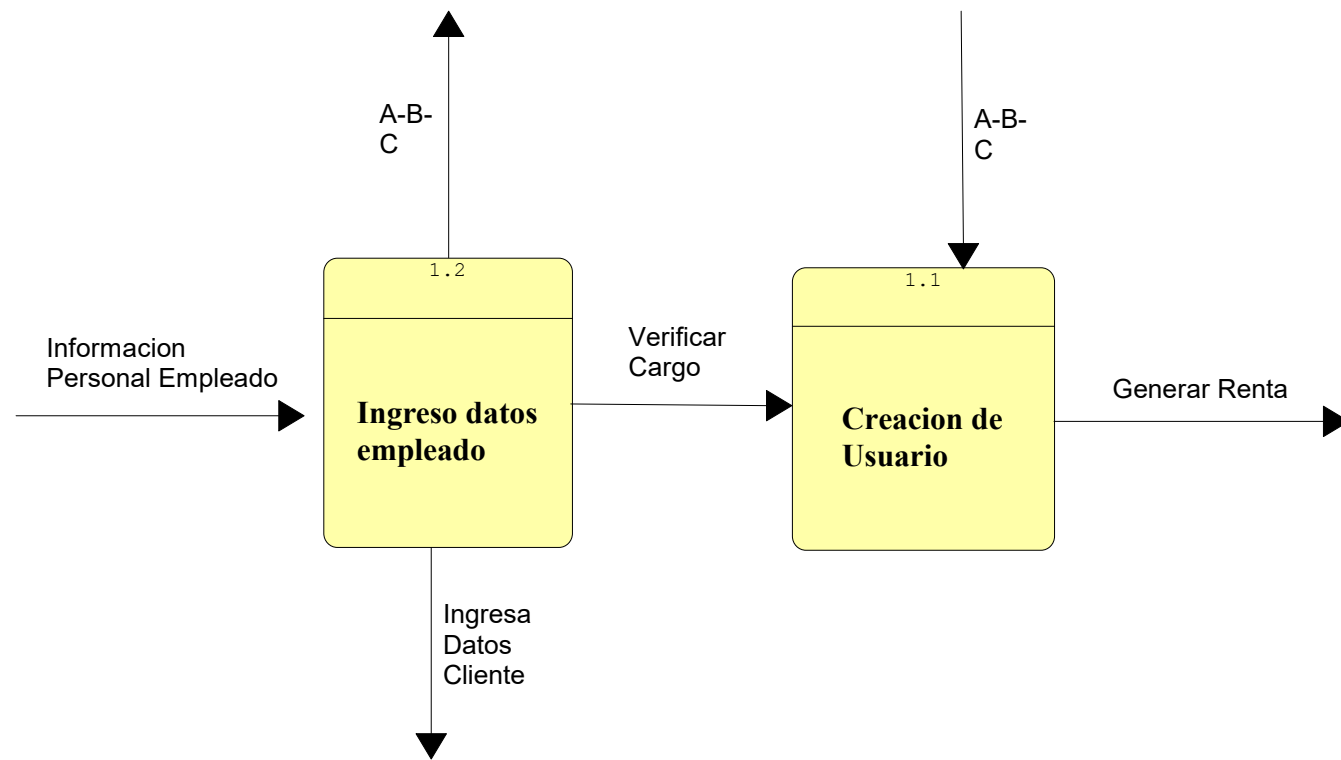 A-B-
C
A-B-
C
1.2
1.1
Informacion
Personal Empleado
Verificar
Cargo
Generar Renta
Ingreso datos
empleado
Creacion de
Usuario
Ingresa
Datos
Cliente